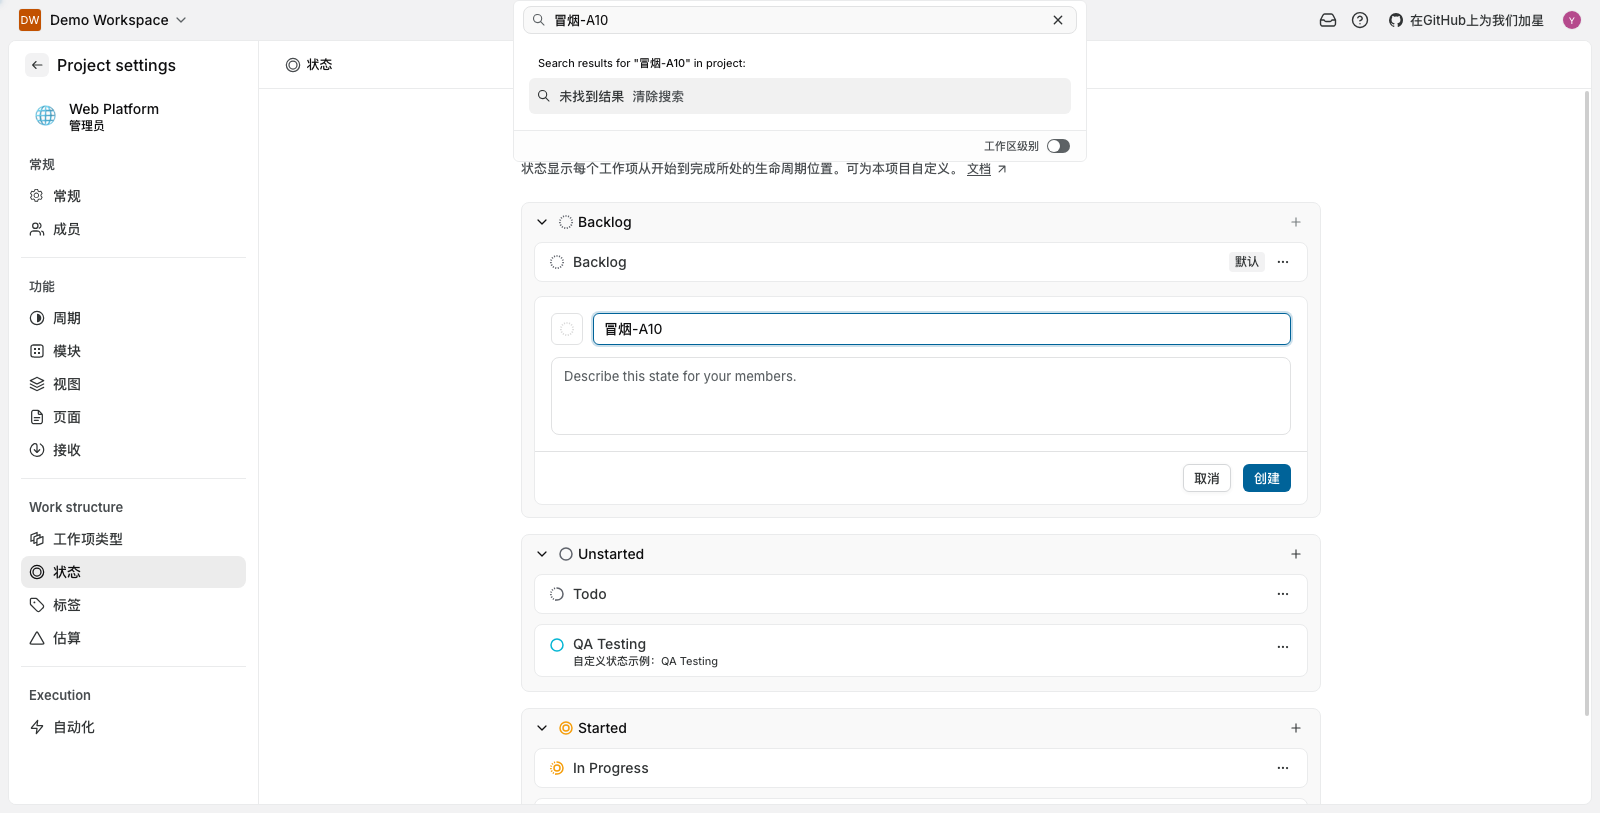 DW Demo Workspace
冒烟-A10
在GitHub上为我们加星
Y
Project settings
状态
Search results for "冒烟-A10" in project:
未找到结果 清除搜索
工作区级别
Web Platform
管理员
常规
常规
成员
功能
周期
模块
视图
页面
接收
Work structure
工作项类型
状态
标签
估算
Execution
自动化
状态显示每个工作项从开始到完成所处的生命周期位置。可为本项目自定义。 文档
Backlog
Backlog
默认
冒烟-A10
Describe this state for your members.
取消
创建
Unstarted
Todo
QA Testing
自定义状态示例：QA Testing
Started
In Progress